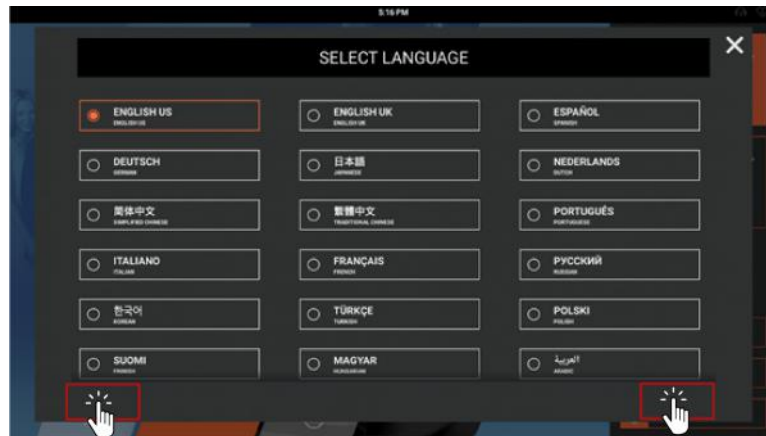 5:16 PM
SELECT LANGUAGE
ENGLISH US
ENGLISH US
ENGLISH UK
ENGLISH UK
ESPAÑOL
SPANISH
DEUTSCH
GERMAN
日本語
JAPANESE
NEDERLANDS
DUTCH
简体中文
SIMPLIFIED CHINESE
繁體中文
TRADITIONAL CHINESE
PORTUGUÊS
PORTUGUESE
ITALIANO
ITALIAN
FRANÇAIS
FRENCH
РУССКИЙ
RUSSIAN
한국어
KOREAN
TÜRKÇE
TURKISH
POLSKI
POLISH
SUOMI
FINNISH
MAGYAR
HUNGARIAN
العربية
ARABIC